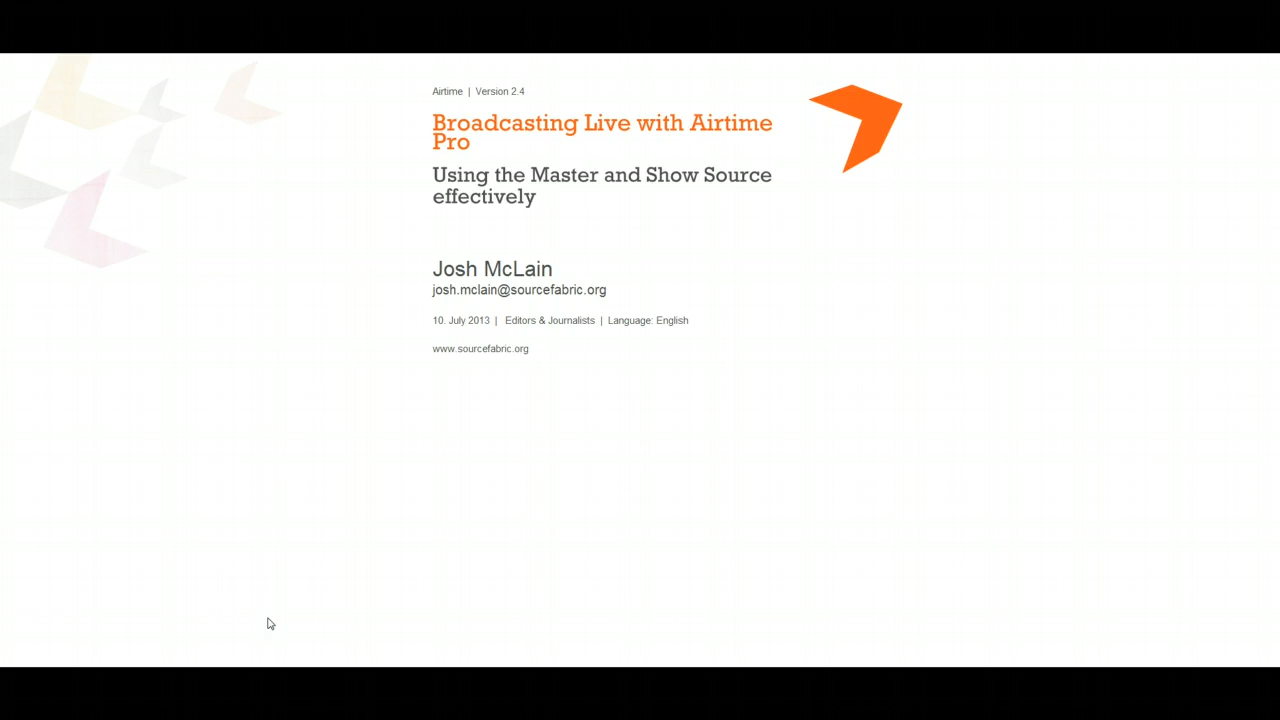 Airtime | Version 2.4
Broadcasting Live with Airtime
Pro
Using the Master and Show Source
effectively
Josh McLain
josh.mclain@sourcefabric.org
10. July 2013 | Editors & Journalists | Language: English
www.sourcefabric.org